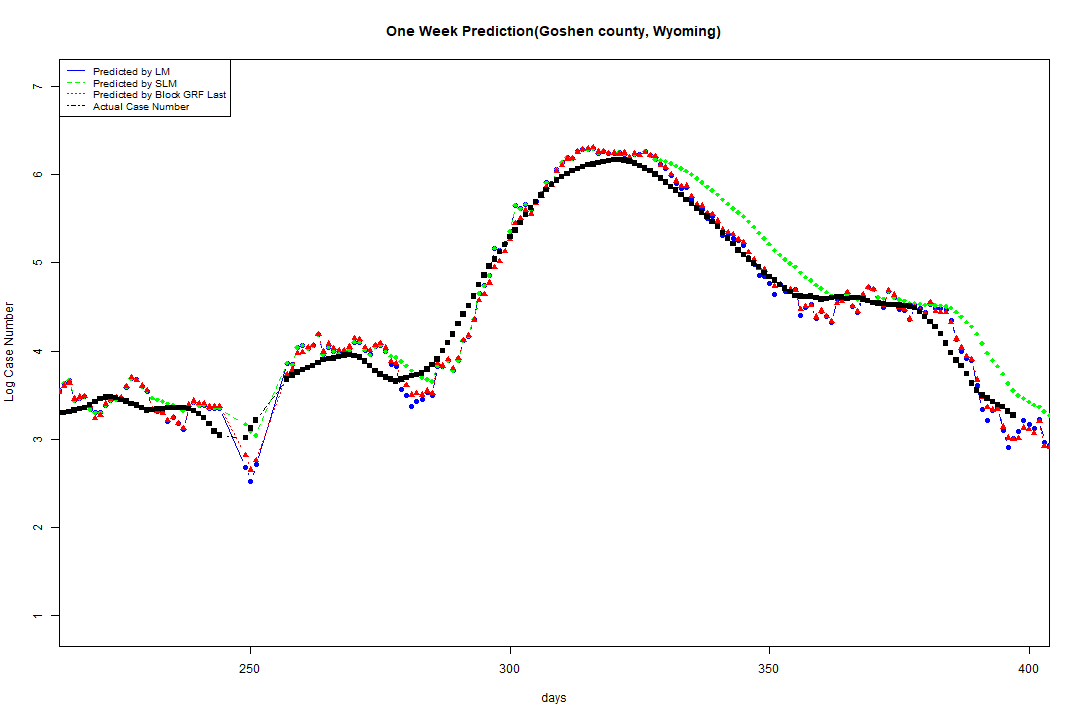 One Week Prediction(Goshen county, Wyoming)
Predicted by LM
Predicted by SLM
Predicted by Block GRF Last
Actual Case Number
7
6
5
4
3
2
1
Log Case Number
250 300 350 400
days